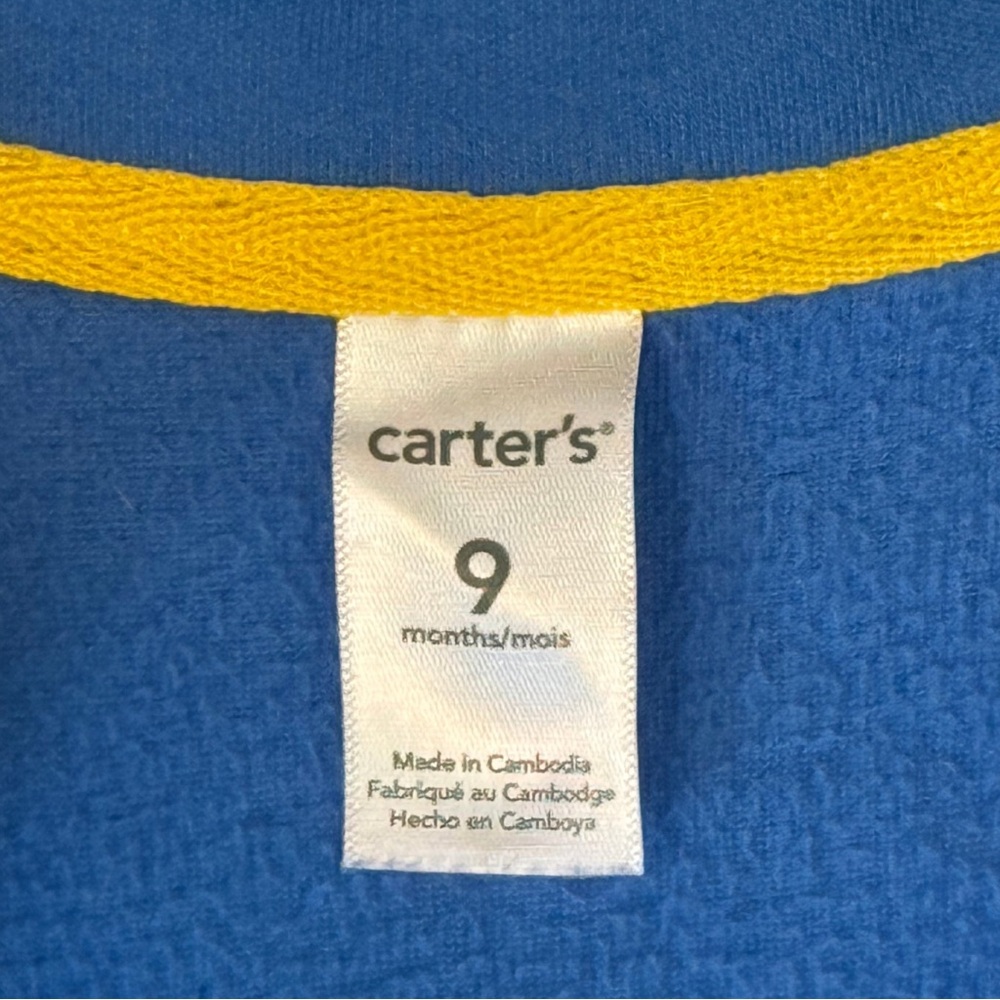 carter's®
9
months/mois
Made in Cambodia
Fabriqué au Cambodge
Hecho en Camboya